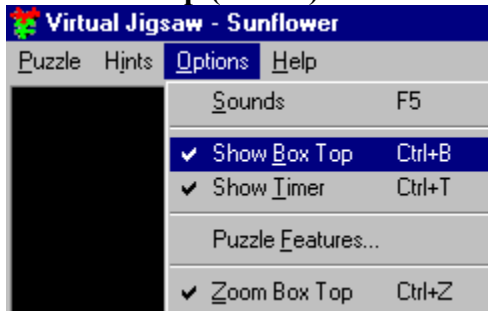 Virtual Jigsaw - Sunflower
Puzzle Hints Options Help
Sounds F5
Show Box Top Ctrl+B
Show Timer Ctrl+T
Puzzle Features...
Zoom Box Top Ctrl+Z